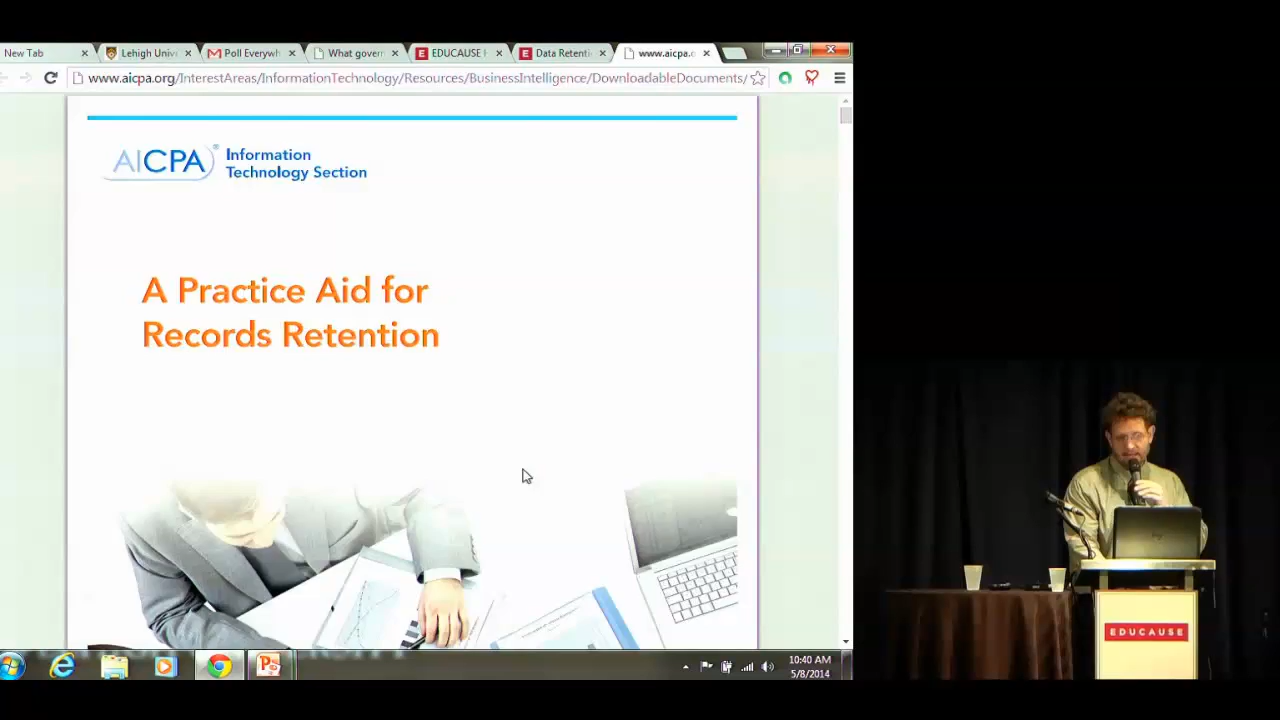 New Tab
Lehigh Univ
Poll Everywh
What gover
EDUCAUSE
Data Retenti
www.aicpa.o
www.aicpa.org/InterestAreas/InformationTechnology/Resources/BusinessIntelligence/DownloadableDocuments/
AICPA
Information
Technology Section
A Practice Aid for
Records Retention
10:40 AM
5/8/2014
EDUCAUSE